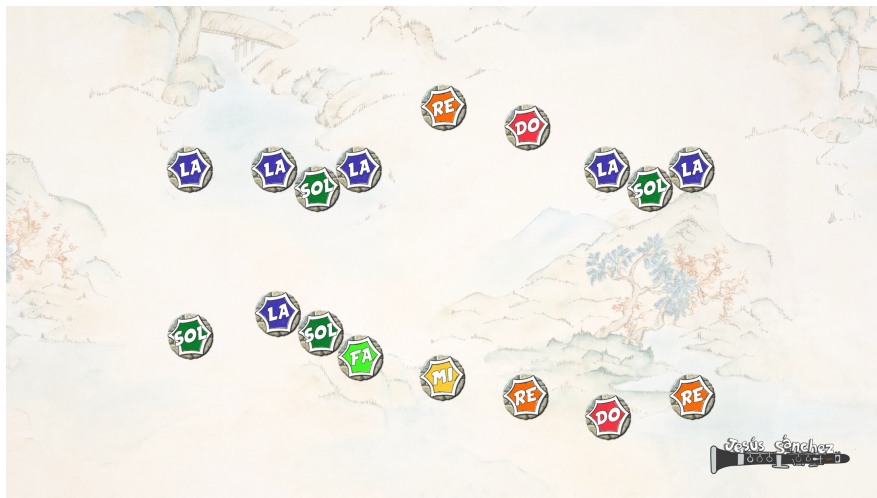 RE
DO
LA LA SOL LA LA SOL LA
SOL LA SOL FA
MI RE DO RE
Jesús Sánchez